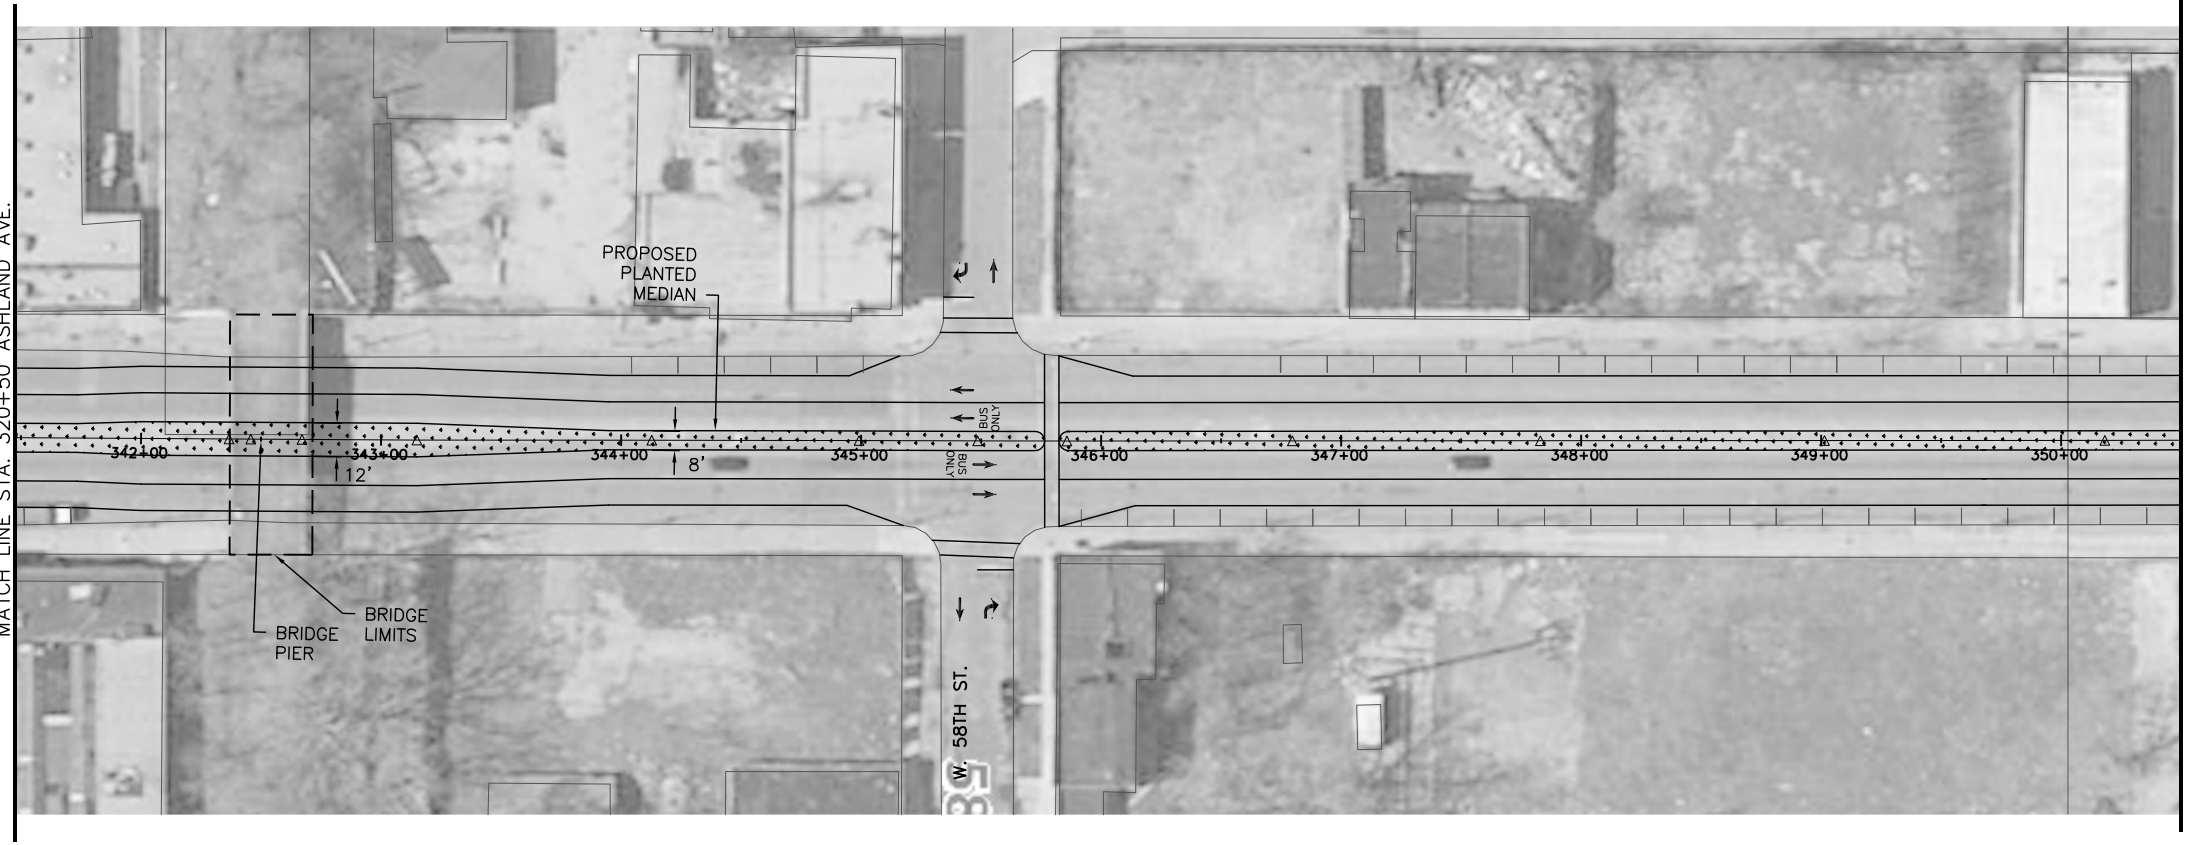 MATCH LINE STA. 320+50 ASHLAND AVE.
PROPOSED
PLANTED
MEDIAN
BUS
ONLY
BUS
ONLY
342+00
343+00
344+00
345+00
346+00
347+00
348+00
349+00
350+00
12'
8'
BRIDGE
LIMITS
BRIDGE
PIER
W. 58TH ST.
58